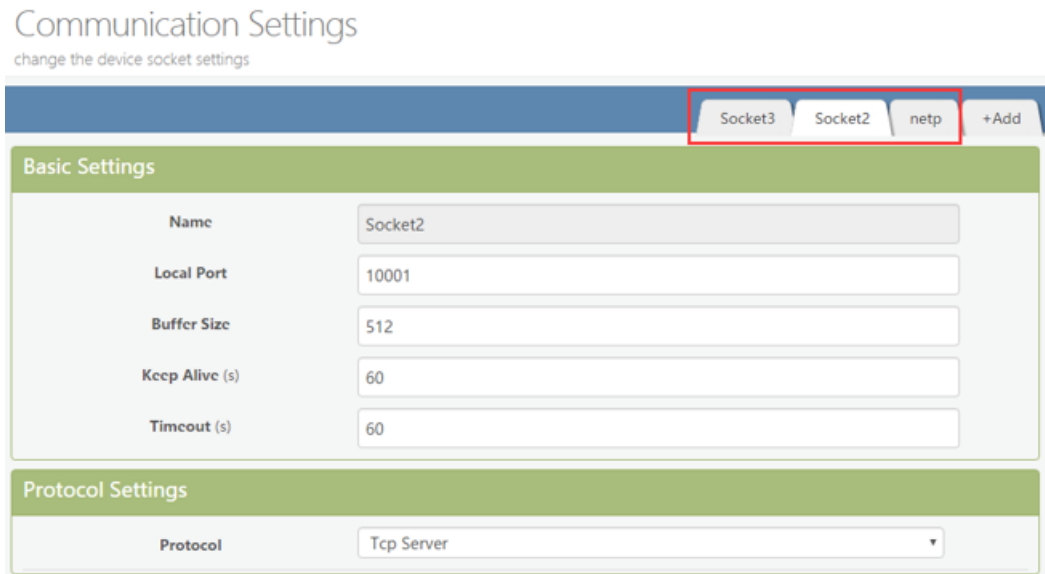 Communication Settings
change the device socket settings
Socket3 Socket2 netp +Add
Basic Settings
Name Socket2
Local Port 10001
Buffer Size 512
Keep Alive (s) 60
Timeout (s) 60
Protocol Settings
Protocol Tcp Server